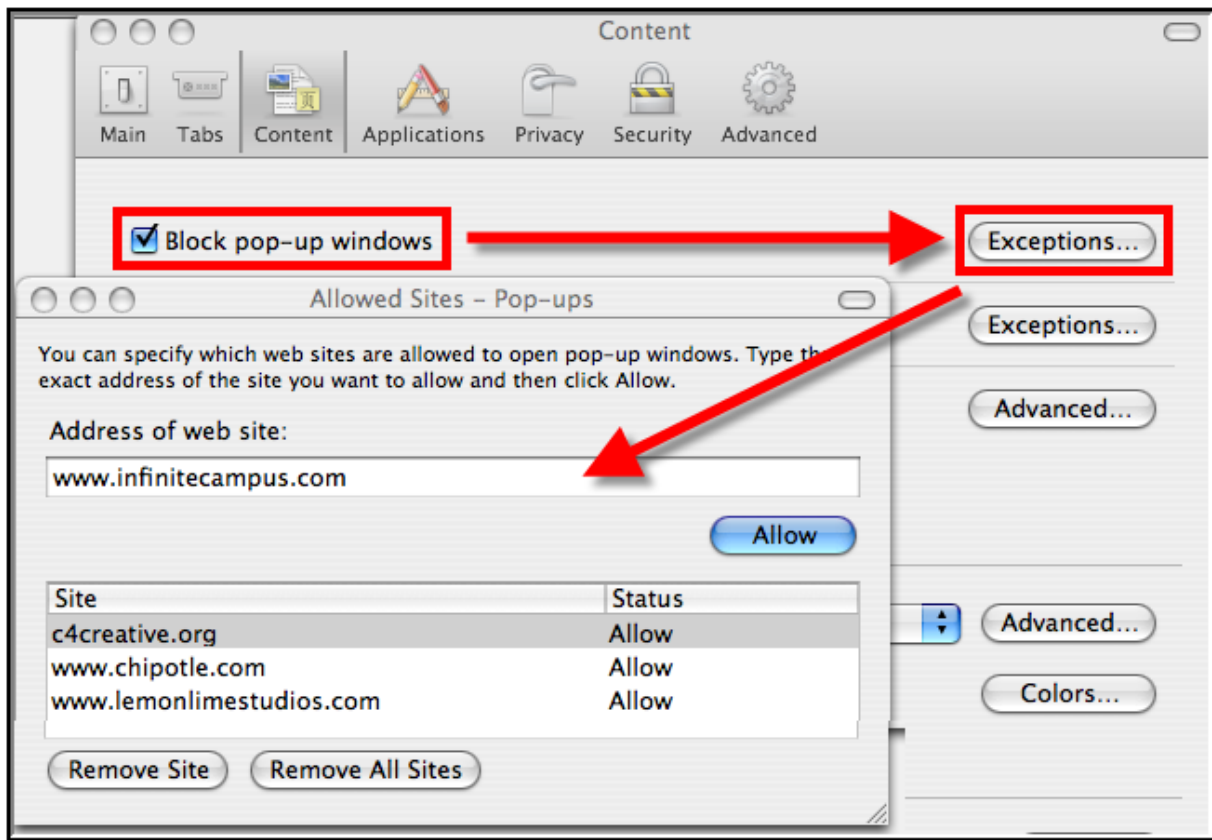 Content
Main Tabs Content Applications Privacy Security Advanced
页
Block pop-up windows
Exceptions...
Exceptions...
Advanced...
Advanced...
Colors...
Allowed Sites – Pop-ups
You can specify which web sites are allowed to open pop-up windows. Type the
exact address of the site you want to allow and then click Allow.
Address of web site:
www.infinitecampus.com
Allow
Site Status
c4creative.org Allow
www.chipotle.com Allow
www.lemonlimestudios.com Allow
Remove Site Remove All Sites